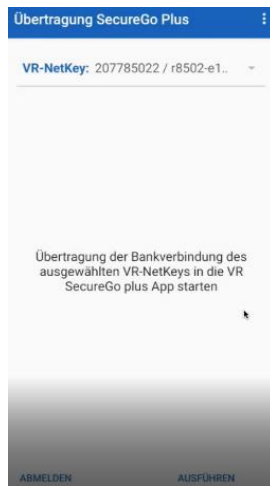 Übertragung SecureGo Plus
VR-NetKey: 207785022 / r8502-e1..
Übertragung der Bankverbindung des
ausgewählten VR-NetKeys in die VR
SecureGo plus App starten
ABMELDEN AUSFÜHREN